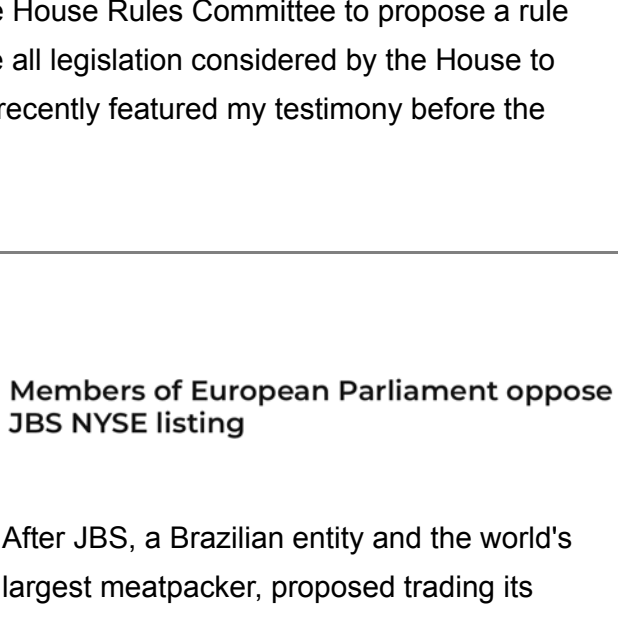 House Rules Committee to propose a rule
all legislation considered by the House to
recently featured my testimony before the
Members of European Parliament oppose
JBS NYSE listing
After JBS, a Brazilian entity and the world's
largest meatpacker, proposed trading its